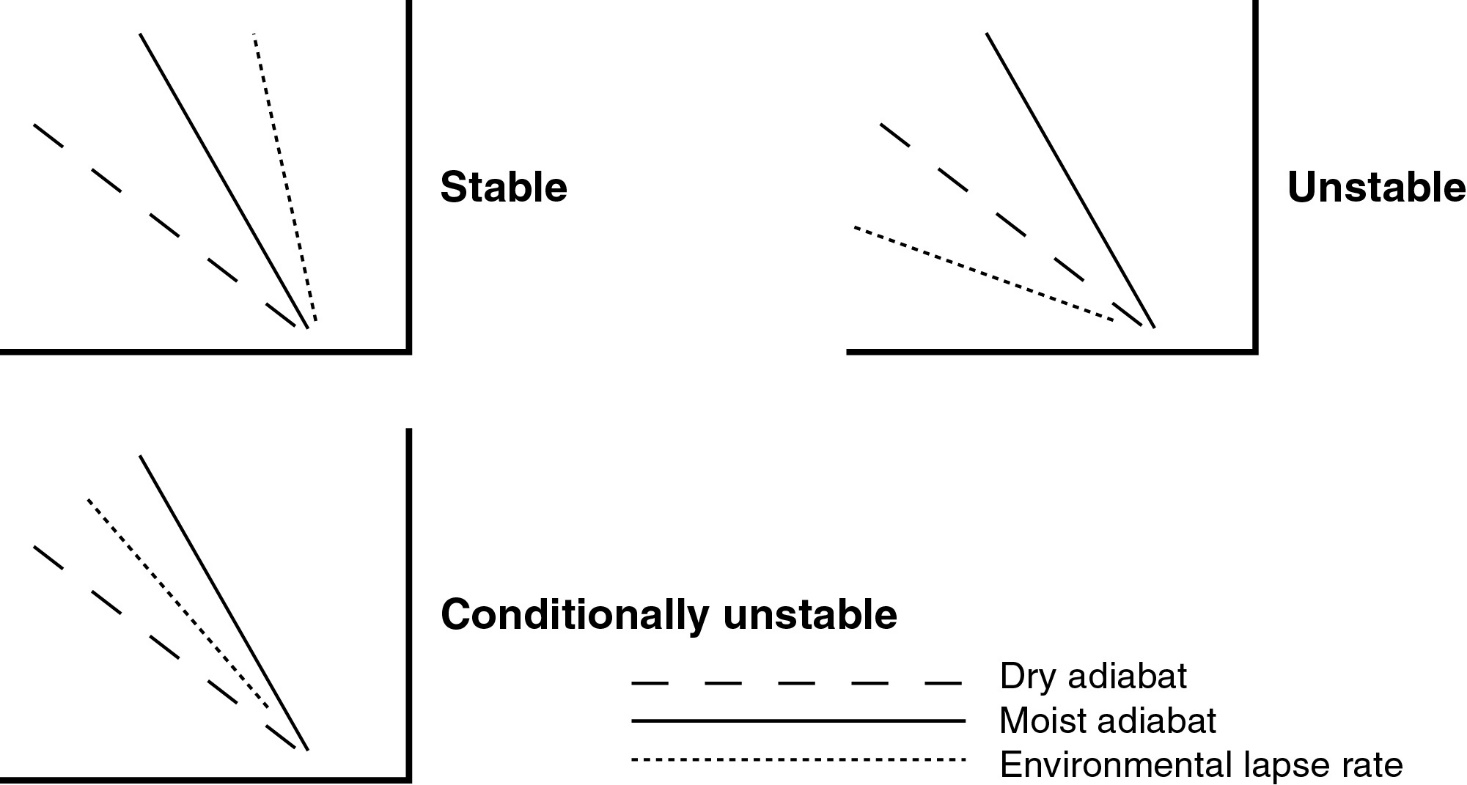 Stable
Unstable
Conditionally unstable
Dry adiabat
Moist adiabat
Environmental lapse rate